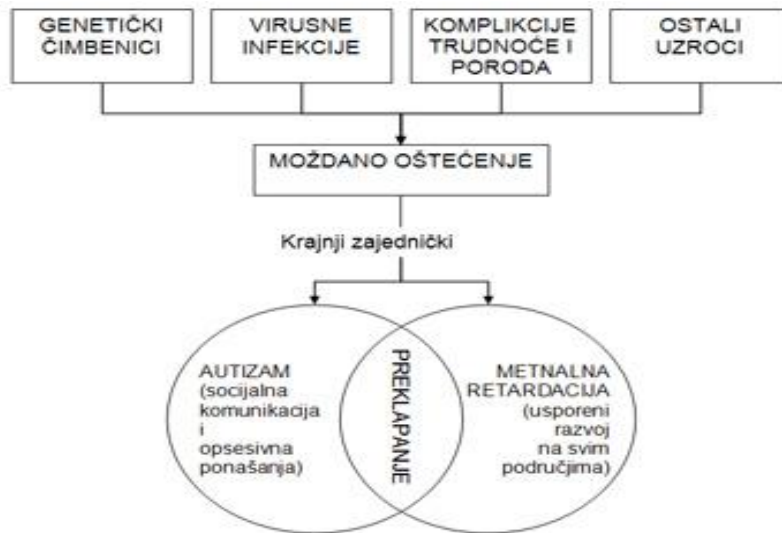 GENETIČKI
ČIMBENICI
VIRUSNE
INFEKCIJE
KOMPLIKCIJE
TRUDNOĆE I
PORODA
OSTALI
UZROCI
MOŽDANO OŠTEĆENJE
Krajnji zajednički
AUTIZAM
(socijalna
komunikacija
i
opsesivna
ponašanja)
PREKLAPANJE
METNALNA
RETARDACIJA
(usporeni
razvoj
na svim
područjima)